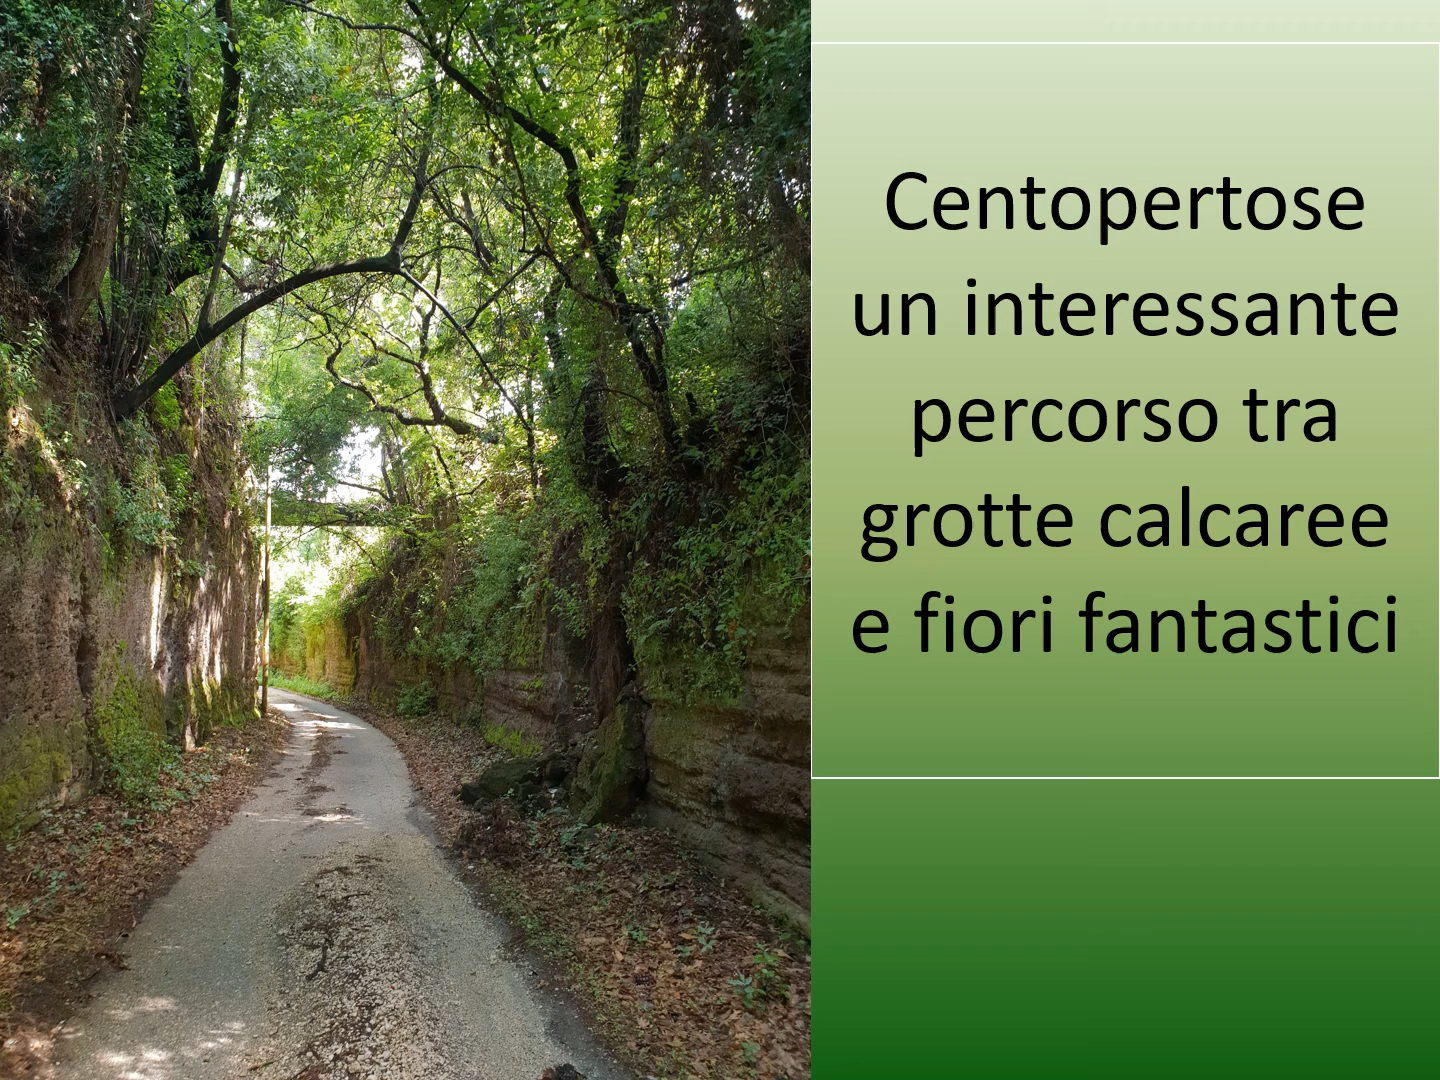 Centopertose
un interessante
percorso tra
grotte calcaree
e fiori fantastici